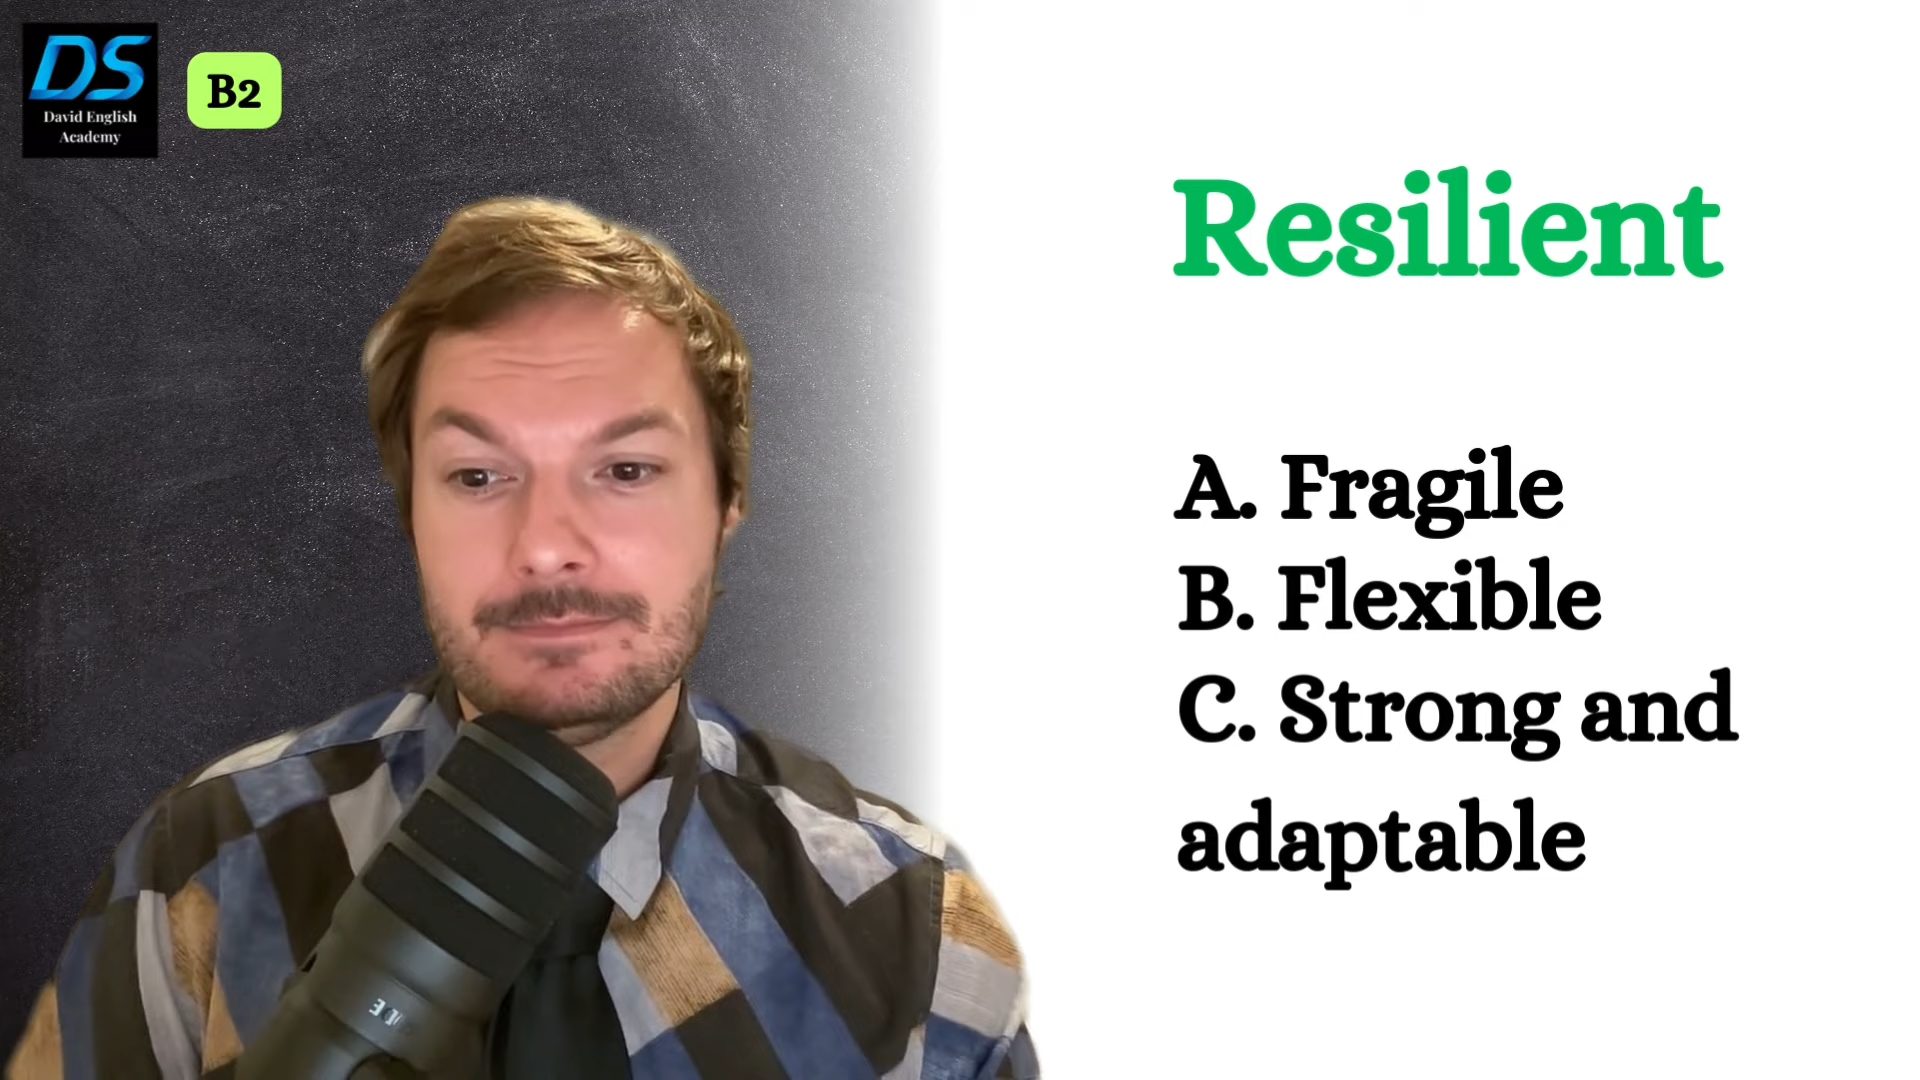 DS
David English
Academy
B2
Resilient
A. Fragile
B. Flexible
C. Strong and
adaptable